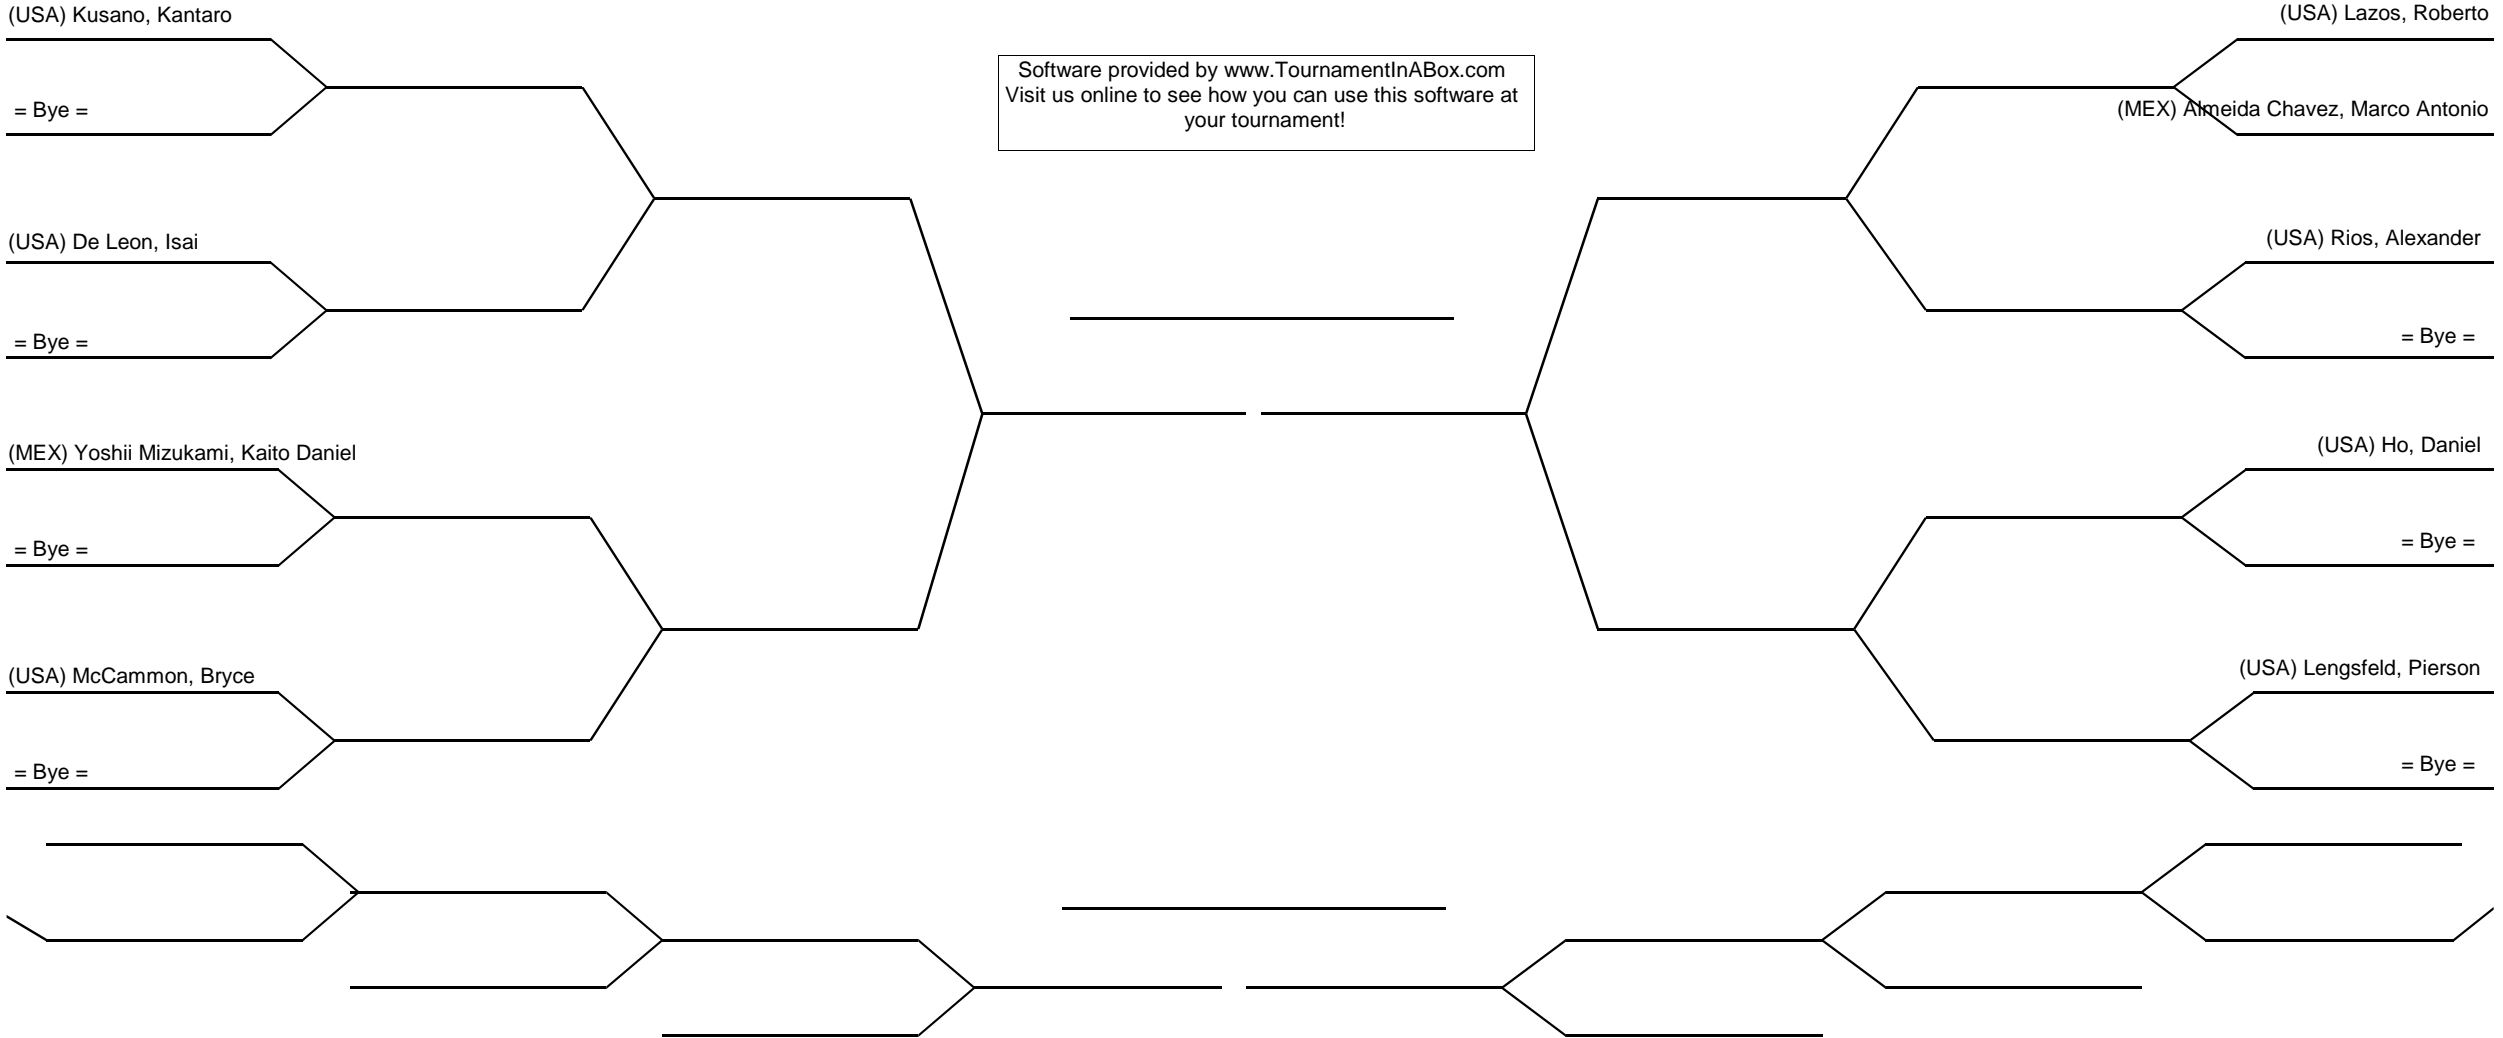 (USA) Kusano, Kantaro
= Bye =
(USA) De Leon, Isai
= Bye =
(MEX) Yoshii Mizukami, Kaito Daniel
= Bye =
(USA) McCammon, Bryce
= Bye =
Software provided by www.TournamentInABox.com
Visit us online to see how you can use this software at
your tournament!
(USA) Lazos, Roberto
(MEX) Almeida Chavez, Marco Antonio
(USA) Rios, Alexander
= Bye =
(USA) Ho, Daniel
= Bye =
(USA) Lengsfeld, Pierson
= Bye =